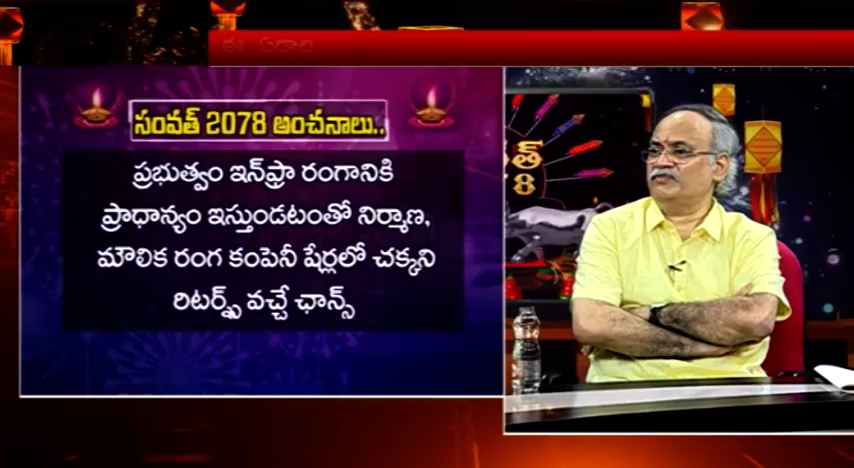 సంవత్ 2078 అంచనాలు..
ప్రభుత్వం ఇన్‌ఫ్రా రంగానికి
ప్రాధాన్యం ఇస్తుండటంతో నిర్మాణ,
మౌలిక రంగ కంపెనీ షేర్లలో చక్కని
రిటర్న్స్ వచ్చే ఛాన్స్